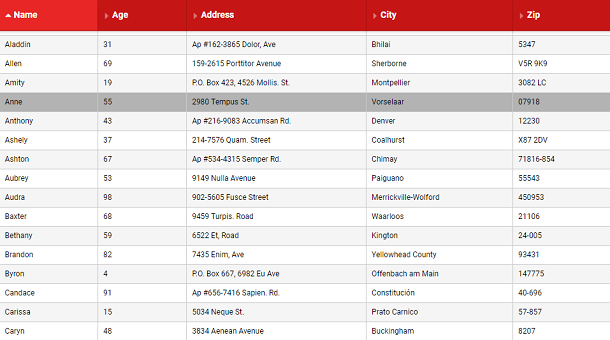 Name Age Address City Zip
Aladdin 31 Ap #162-3865 Dolor, Ave Bhilai 5347
Allen 69 159-2615 Porttitor Avenue Sherborne V5R 9K9
Amity 19 P.O. Box 423, 4526 Mollis. St. Montpellier 3082 LC
Anne 55 2980 Tempus St. Vorselaar 07918
Anthony 43 Ap #216-9083 Accumsan Rd. Denver 12230
Ashely 37 214-7576 Quam. Street Coalhurst X87 2DV
Ashton 67 Ap #534-4315 Semper Rd. Chimay 71816-854
Aubrey 53 9149 Nulla Avenue Paiguano 55543
Audra 98 902-5605 Fusce Street Merrickville-Wolford 450953
Baxter 68 9459 Turpis. Road Waarloos 21106
Bethany 59 6522 Et, Road Kington 24-005
Brandon 82 7435 Enim, Ave Yellowhead County 93431
Byron 4 P.O. Box 667, 6982 Eu Ave Offenbach am Main 147775
Candace 91 Ap #656-7416 Sapien. Rd. Constitución 40-696
Carissa 15 5034 Neque St. Prato Carnico 57-857
Caryn 48 3834 Aenean Avenue Buckingham 8207